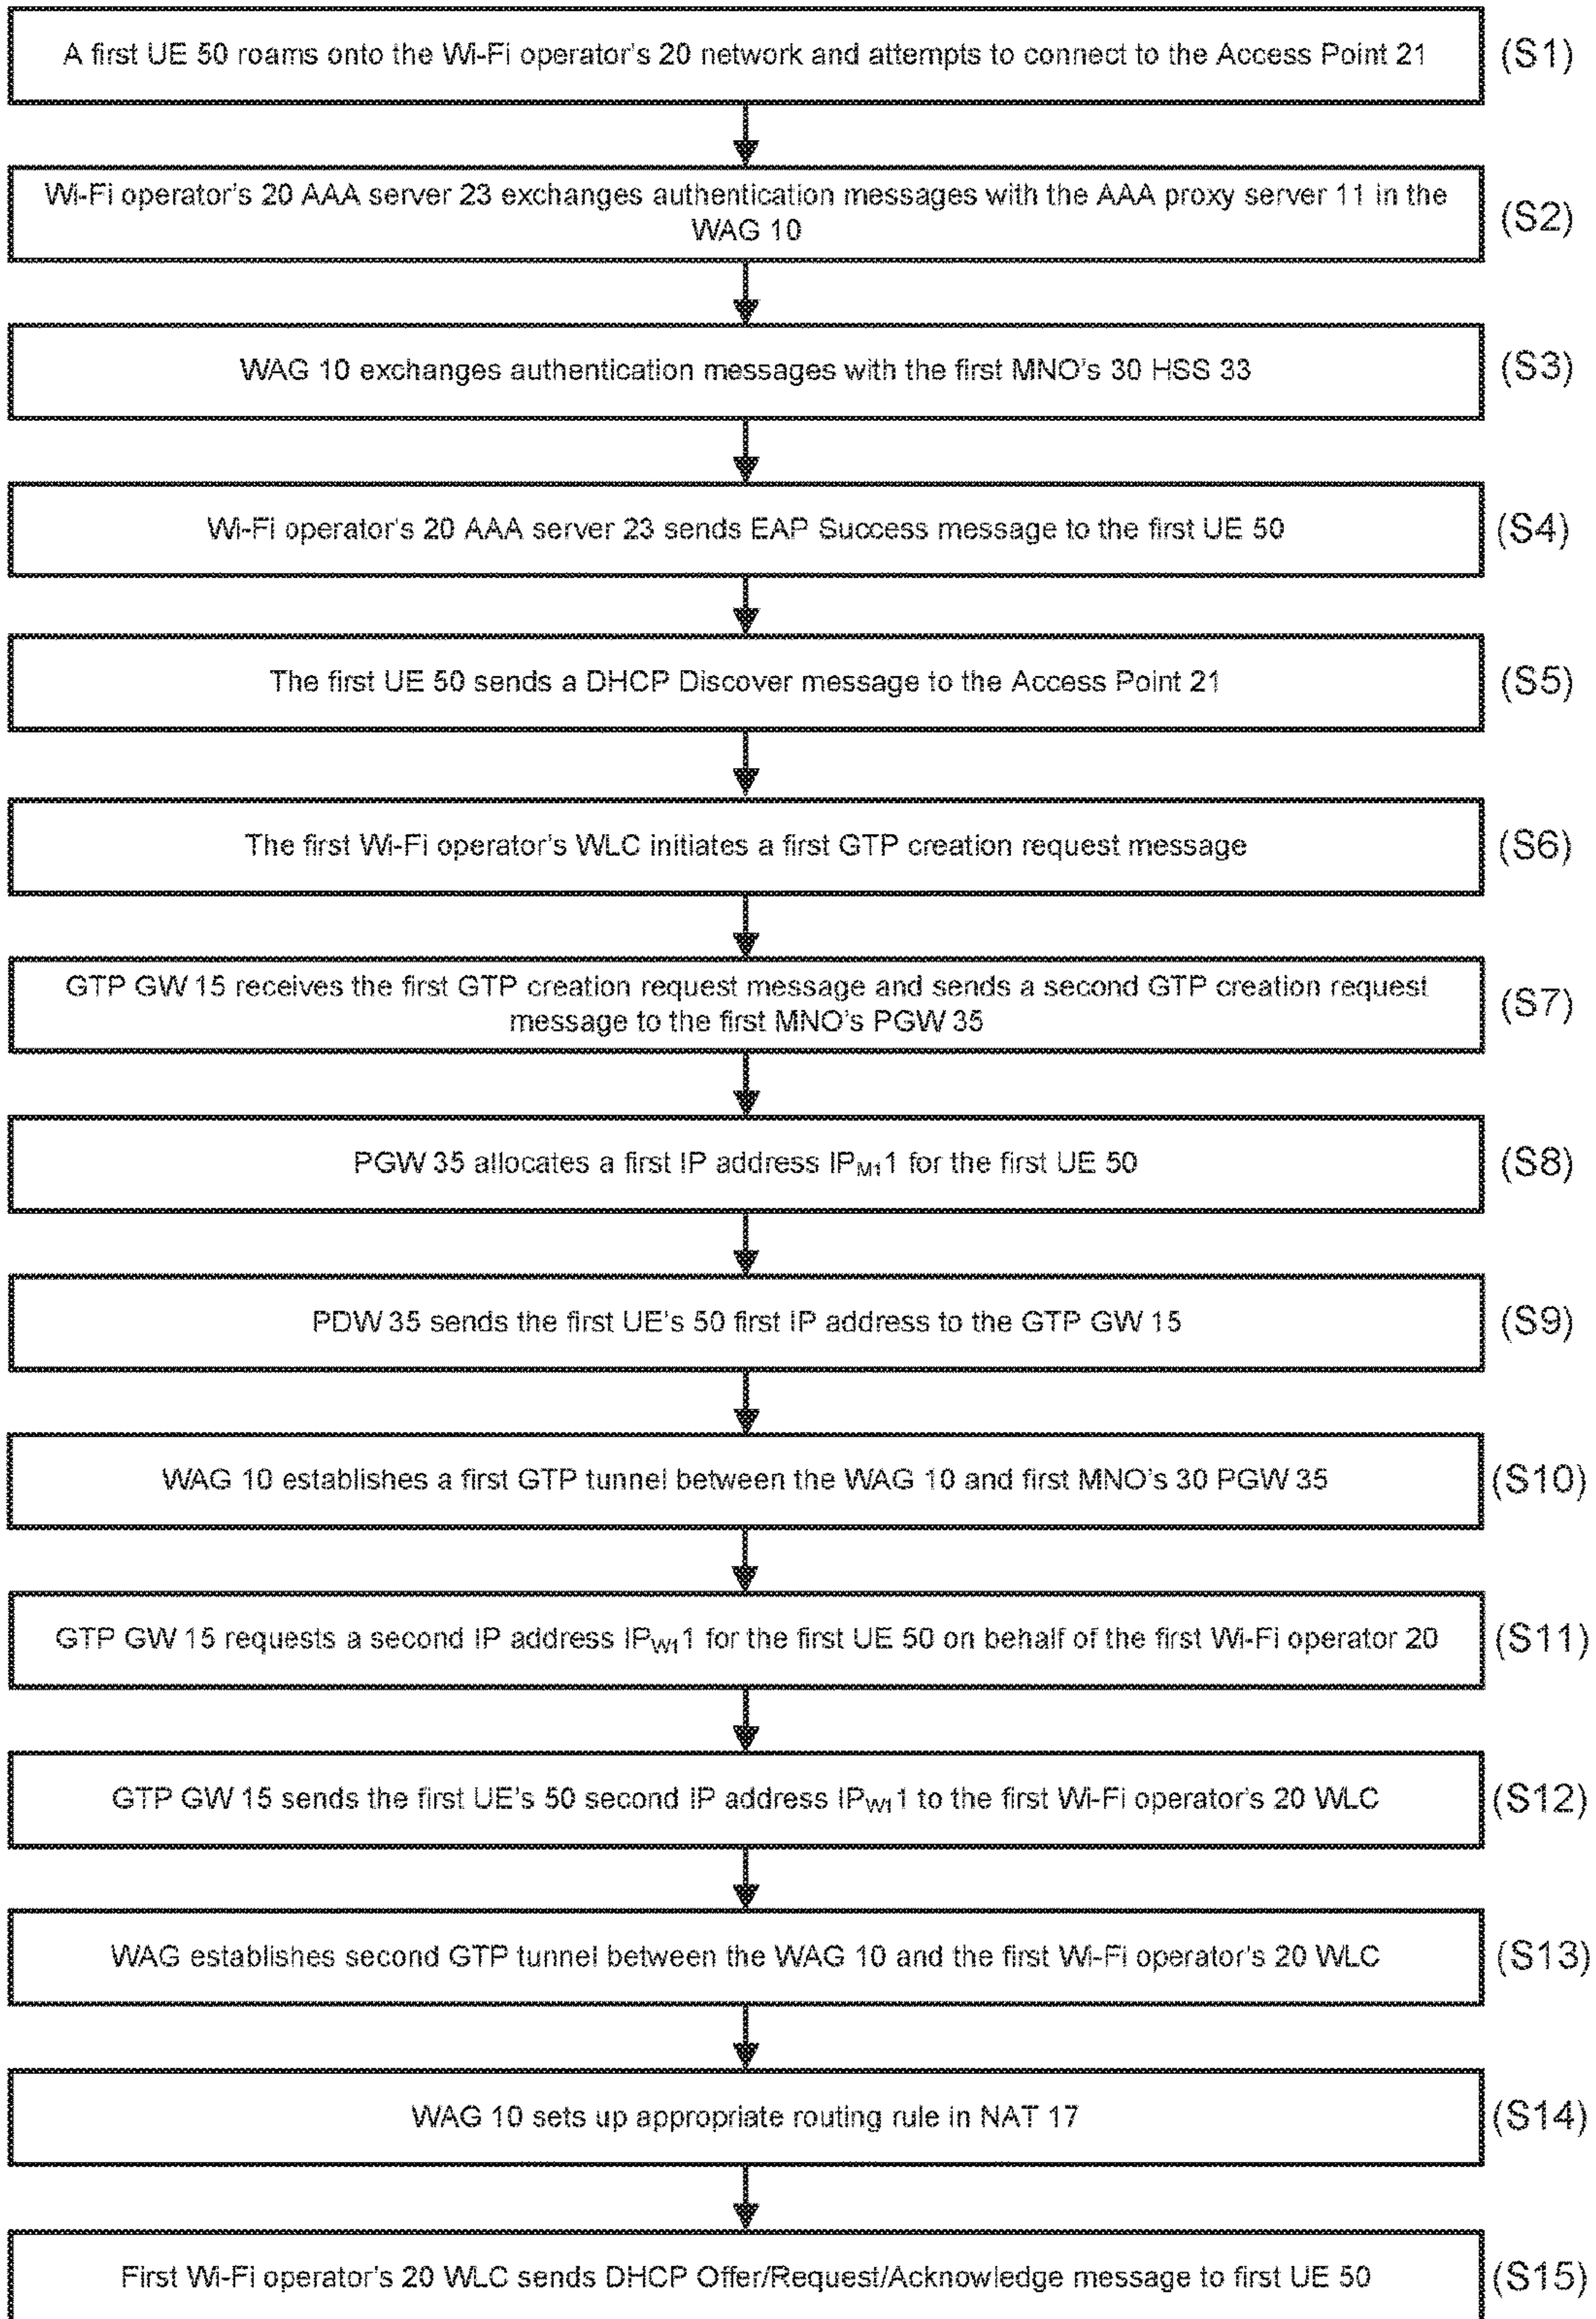 A first UE 50 roams onto the Wi-Fi operator's 20 network and attempts to connect to the Access Point 21
(S1)
Wi-Fi operator's 20 AAA server 23 exchanges authentication messages with the AAA proxy server 11 in the
WAG 10
(S2)
WAG 10 exchanges authentication messages with the first MNO's 30 HSS 33
(S3)
Wi-Fi operator's 20 AAA server 23 sends EAP Success message to the first UE 50
(S4)
The first UE 50 sends a DHCP Discover message to the Access Point 21
(S5)
The first Wi-Fi operator's WLC initiates a first GTP creation request message
(S6)
GTP GW 15 receives the first GTP creation request message and sends a second GTP creation request
message to the first MNO's PGW 35
(S7)
PGW 35 allocates a first IP address IP_M1 1 for the first UE 50
(S8)
PDW 35 sends the first UE's 50 first IP address to the GTP GW 15
(S9)
WAG 10 establishes a first GTP tunnel between the WAG 10 and first MNO's 30 PGW 35
(S10)
GTP GW 15 requests a second IP address IP_W1 1 for the first UE 50 on behalf of the first Wi-Fi operator 20
(S11)
GTP GW 15 sends the first UE's 50 second IP address IP_W1 1 to the first Wi-Fi operator's 20 WLC
(S12)
WAG establishes second GTP tunnel between the WAG 10 and the first Wi-Fi operator's 20 WLC
(S13)
WAG 10 sets up appropriate routing rule in NAT 17
(S14)
First Wi-Fi operator's 20 WLC sends DHCP Offer/Request/Acknowledge message to first UE 50
(S15)